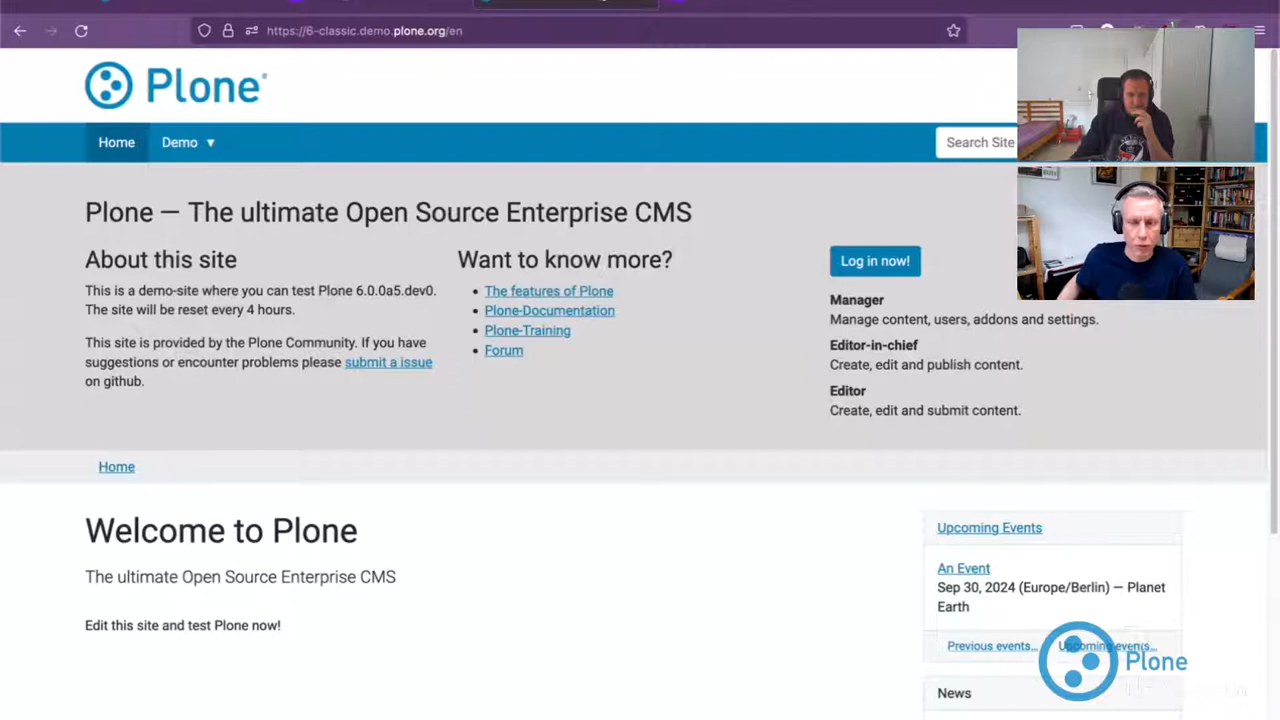 https://6-classic.demo.plone.org/en
Plone
Home
Demo ▼
Search Site
Plone — The ultimate Open Source Enterprise CMS
About this site
This is a demo-site where you can test Plone 6.0.0a5.dev0.
The site will be reset every 4 hours.
This site is provided by the Plone Community. If you have
suggestions or encounter problems please submit a issue
on github.
Want to know more?
The features of Plone
Plone-Documentation
Plone-Training
Forum
Log in now!
Manager
Manage content, users, addons and settings.
Editor-in-chief
Create, edit and publish content.
Editor
Create, edit and submit content.
Home
Welcome to Plone
The ultimate Open Source Enterprise CMS
Edit this site and test Plone now!
Upcoming Events
An Event
Sep 30, 2024 (Europe/Berlin) — Planet
Earth
Previous events…
Upcoming events…
Plone
News